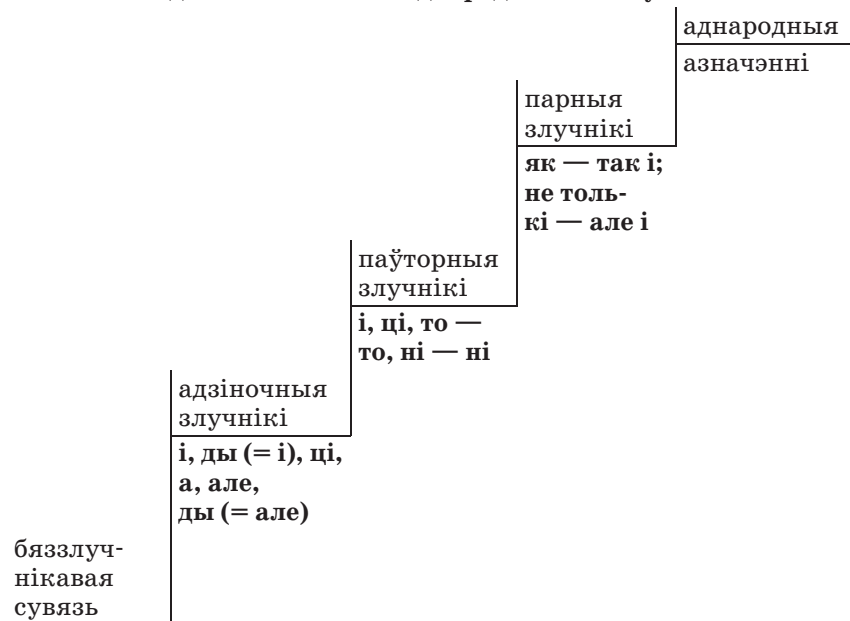 аднародныя
азначэнні
парныя
злучнікі
як — так і;
не толь-
кі — але і
паўторныя
злучнікі
і, ці, то —
то, ні — ні
адзіночныя
злучнікі
і, ды (= і), ці,
а, але,
ды (= але)
бяззлуч-
нікавая
сувязь